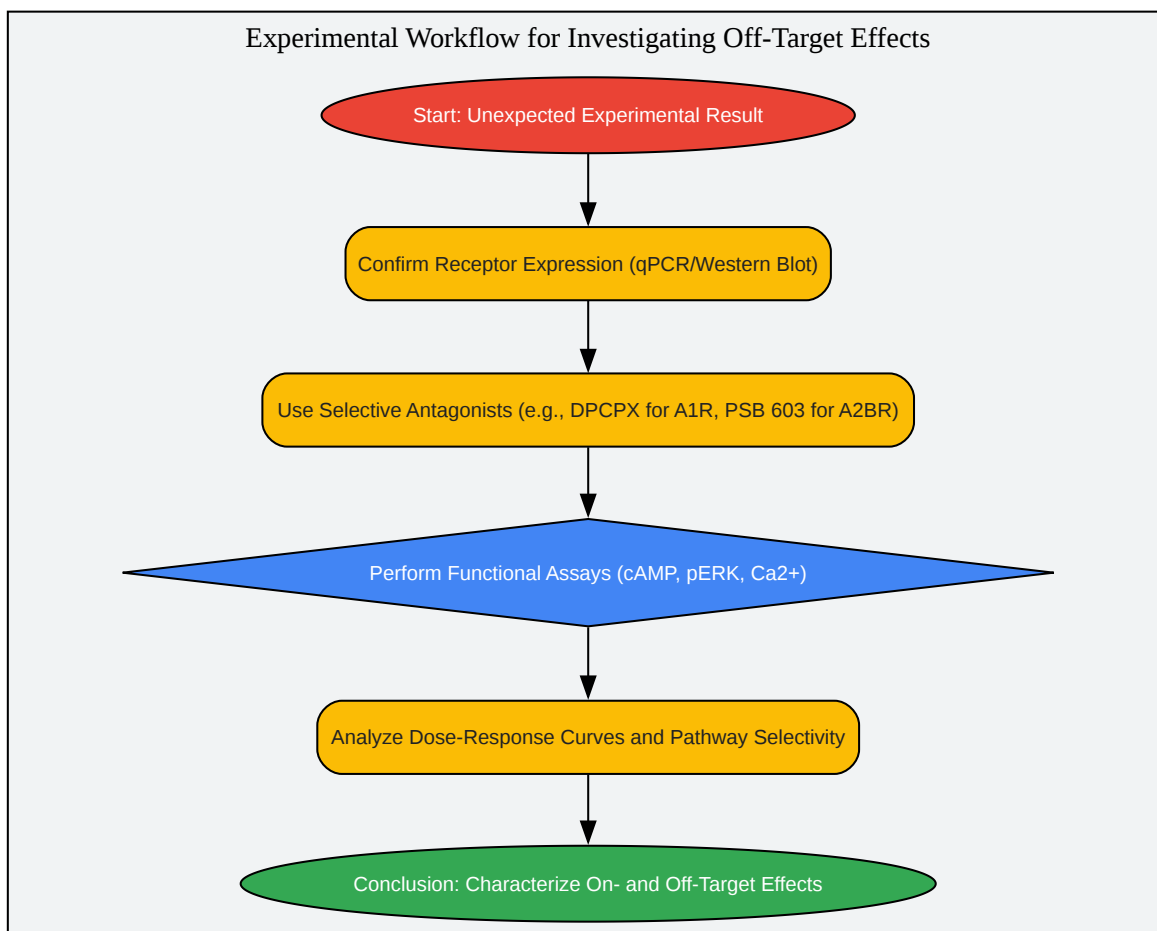 Experimental Workflow for Investigating Off-Target Effects
Start: Unexpected Experimental Result
Confirm Receptor Expression (qPCR/Western Blot)
Use Selective Antagonists (e.g., DPCPX for A1R, PSB 603 for A2BR)
Perform Functional Assays (cAMP, pERK, Ca2+)
Analyze Dose-Response Curves and Pathway Selectivity
Conclusion: Characterize On- and Off-Target Effects